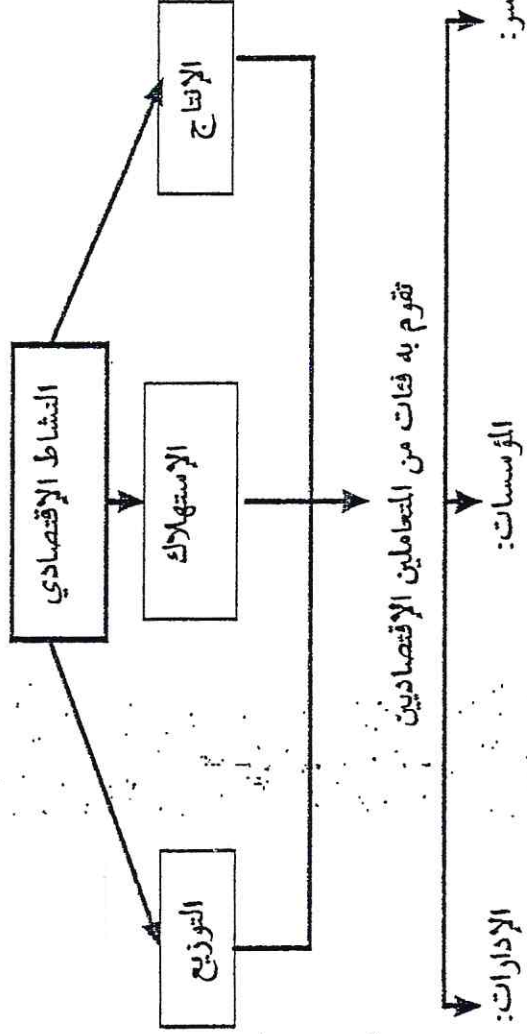 النشاط الإقتصادي
الإنتاج
الإستهلاك
التوزيع
تقوم به فئات من المتعاملين الإقتصاديين
المؤسسات:
الإدارات: